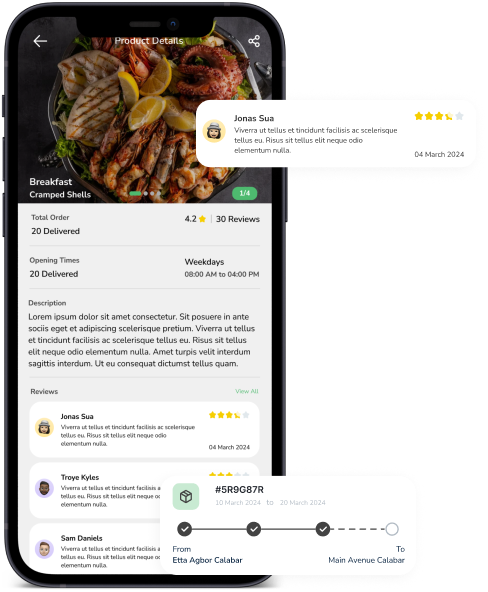 Product Details
Jonas Sua
Viverra ut tellus et tincidunt facilisis ac scelerisque
tellus eu. Risus sit tellus elit neque odio
elementum nulla.
04 March 2024
Breakfast
Cramped Shells
1/4
Total Order
20 Delivered
4.2 | 30 Reviews
Opening Times
20 Delivered
Weekdays
08:00 AM to 04:00 PM
Description
Lorem ipsum dolor sit amet consectetur. Sit posuere in ante
sociis eget et adipiscing scelerisque pretium. Viverra ut tellus
et tincidunt facilisis ac scelerisque tellus eu. Risus sit tellus
elit neque odio elementum nulla. Amet turpis velit interdum
sagittis interdum. Ut eu consequat dictumst tellus quam.
Reviews
View All
Jonas Sua
Viverra ut tellus et tincidunt facilisis ac scelerisque
tellus eu. Risus sit tellus elit neque odio
elementum nulla.
04 March 2024
Troye Kyles
Viverra ut tellus et tincidunt facilisis
tellus eu. Risus sit tellus elit neque
elementum nulla.
Sam Daniels
Viverra ut tellus et tincidunt facilisis
tellus eu. Risus sit tellus elit neque
elementum nulla.
#5R9G87R
10 March 2024 to 20 March 2024
From
Etta Agbor Calabar
To
Main Avenue Calabar